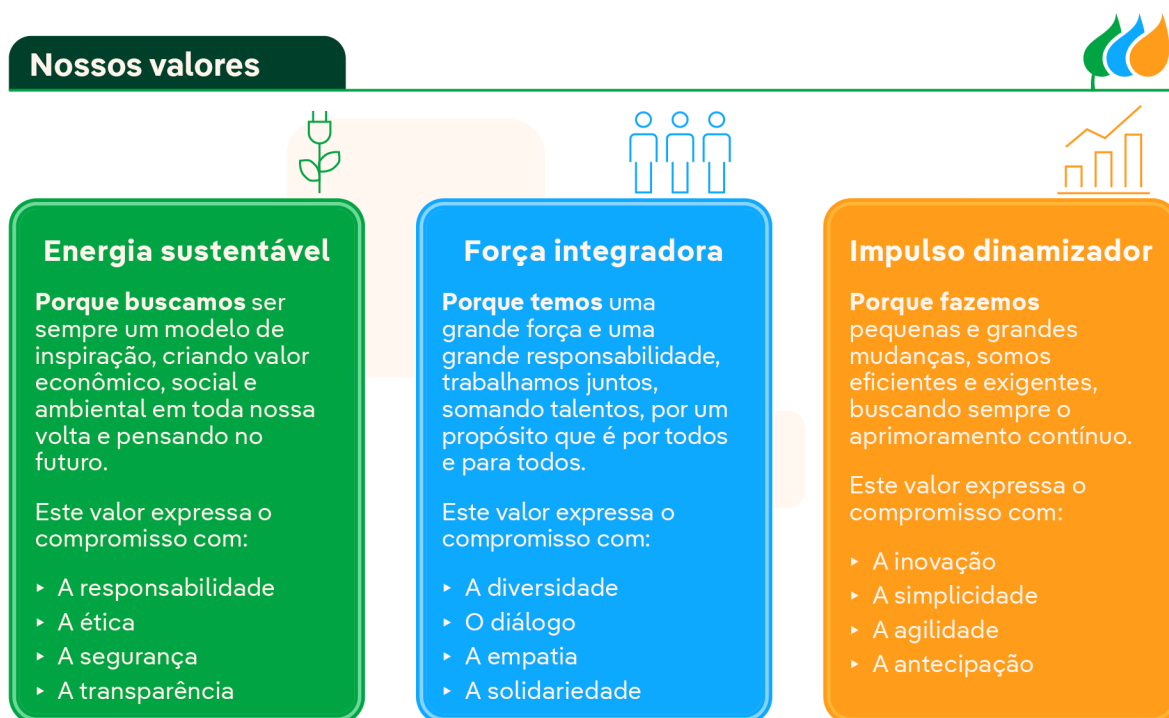 Nossos valores
Energia sustentável
Porque buscamos ser
sempre um modelo de
inspiração, criando valor
econômico, social e
ambiental em toda nossa
volta e pensando no
futuro.
Este valor expressa o
compromisso com:
▸ A responsabilidade
▸ A ética
▸ A segurança
▸ A transparência
Força integradora
Porque temos uma
grande força e uma
grande responsabilidade,
trabalhamos juntos,
somando talentos, por um
propósito que é por todos
e para todos.
Este valor expressa o
compromisso com:
▸ A diversidade
▸ O diálogo
▸ A empatia
▸ A solidariedade
Impulso dinamizador
Porque fazemos
pequenas e grandes
mudanças, somos
eficientes e exigentes,
buscando sempre o
aprimoramento contínuo.
Este valor expressa o
compromisso com:
▸ A inovação
▸ A simplicidade
▸ A agilidade
▸ A antecipação